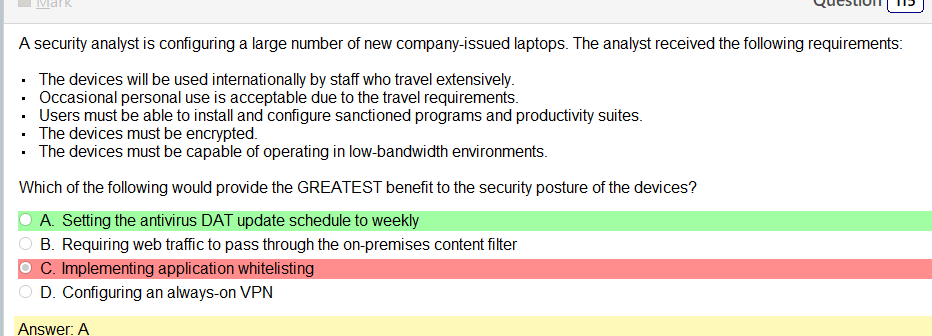 Mark
Question 115
A security analyst is configuring a large number of new company-issued laptops. The analyst received the following requirements:
· The devices will be used internationally by staff who travel extensively.
· Occasional personal use is acceptable due to the travel requirements.
· Users must be able to install and configure sanctioned programs and productivity suites.
· The devices must be encrypted.
· The devices must be capable of operating in low-bandwidth environments.
Which of the following would provide the GREATEST benefit to the security posture of the devices?
A. Setting the antivirus DAT update schedule to weekly
B. Requiring web traffic to pass through the on-premises content filter
C. Implementing application whitelisting
D. Configuring an always-on VPN
Answer: A